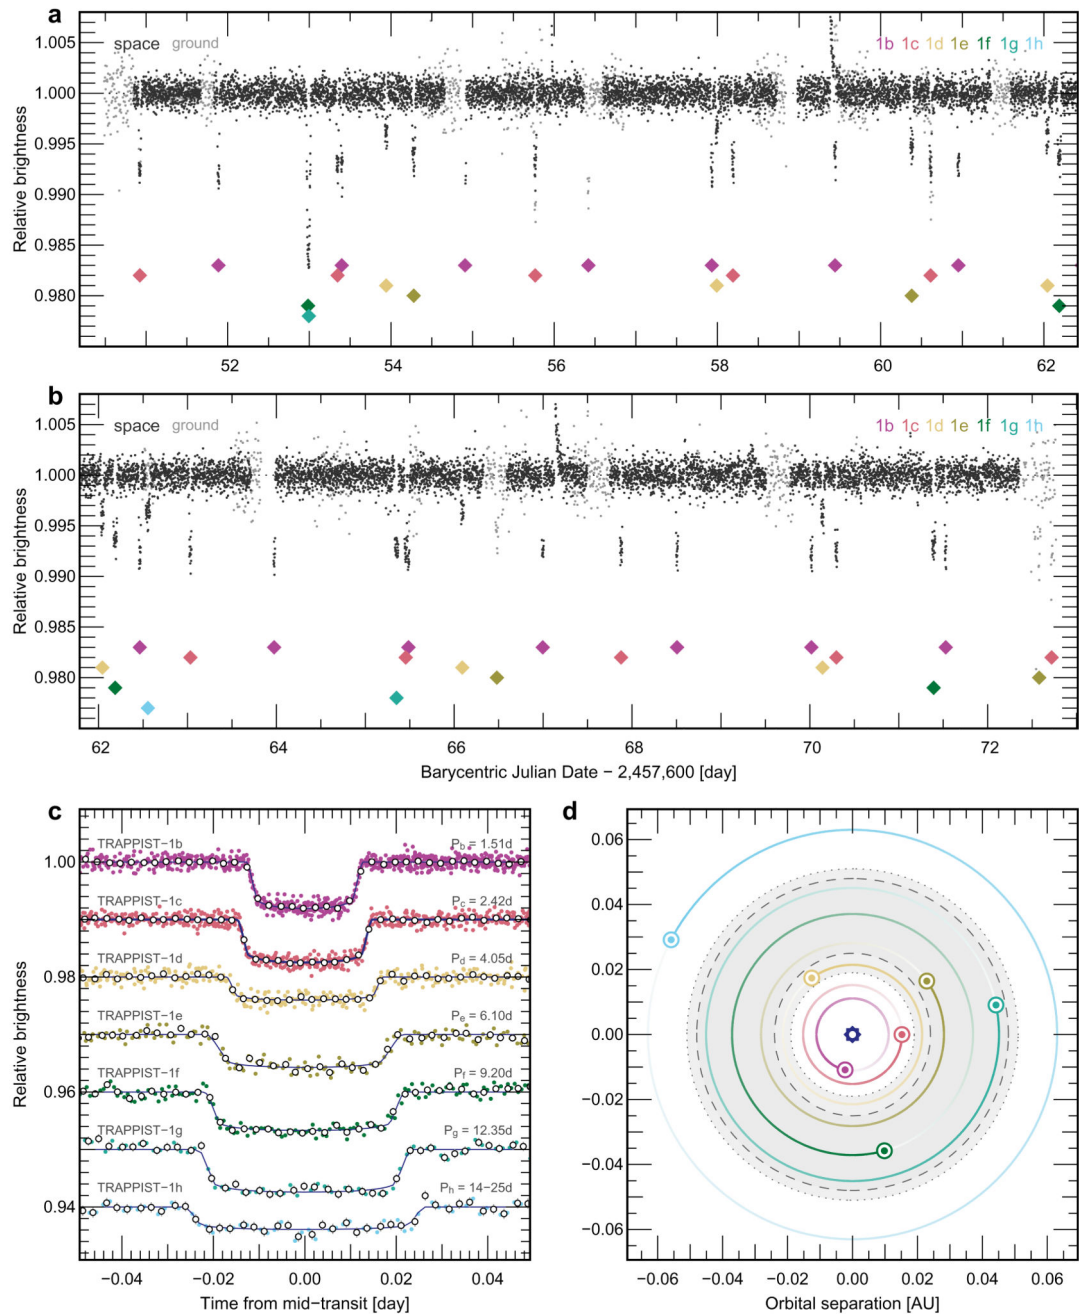 a
space ground
1b 1c 1d 1e 1f 1g 1h
1.005
1.000
0.995
0.990
0.985
0.980
Relative brightness
52 54 56 58 60 62
b
space ground
1b 1c 1d 1e 1f 1g 1h
1.005
1.000
0.995
0.990
0.985
0.980
Relative brightness
62 64 66 68 70 72
Barycentric Julian Date − 2,457,600 [day]
c
TRAPPIST-1b P_b = 1.51d
TRAPPIST-1c P_c = 2.42d
TRAPPIST-1d P_d = 4.05d
TRAPPIST-1e P_e = 6.10d
TRAPPIST-1f P_f = 9.20d
TRAPPIST-1g P_g = 12.35d
TRAPPIST-1h P_h = 14−25d
1.00
0.98
0.96
0.94
Relative brightness
−0.04 −0.02 0.00 0.02 0.04
Time from mid−transit [day]
d
0.06
0.04
0.02
0.00
−0.02
−0.04
−0.06
−0.06 −0.04 −0.02 0.00 0.02 0.04 0.06
Orbital separation [AU]